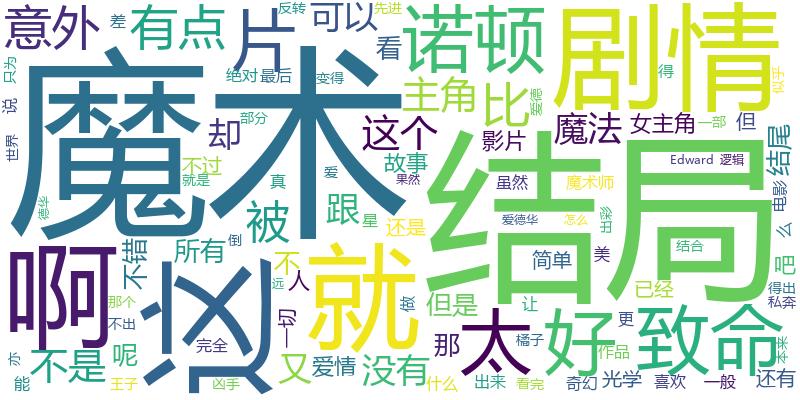 意外
差
有点
片
反转
可以
先进
看
诺顿
剧情
只为
说
世界
魔术
绝对
最后
变得
部分
主角
比
爱德
得
似乎
却
这个
影片
魔法
女主角
一部
但
结尾
不过
就是
真
爱
果然
故事
虽然
魔术师
Edward
逻辑
电影
德华
被
跟
星
还是
结局
爱德华
怎么
出彩
么
啊
不错
所有
倒
不
人
远
就
做
但是
简单
美
结合
已经
吧
得出
私奔
那个
不出
凶
一切
让
更
橘子
太
好
致命
本来
亦
能
不是
呢
王子
完全
凶手
又
爱情
没有
那
什么
出来
看完
作品
奇幻
光学
喜欢
一般
还有